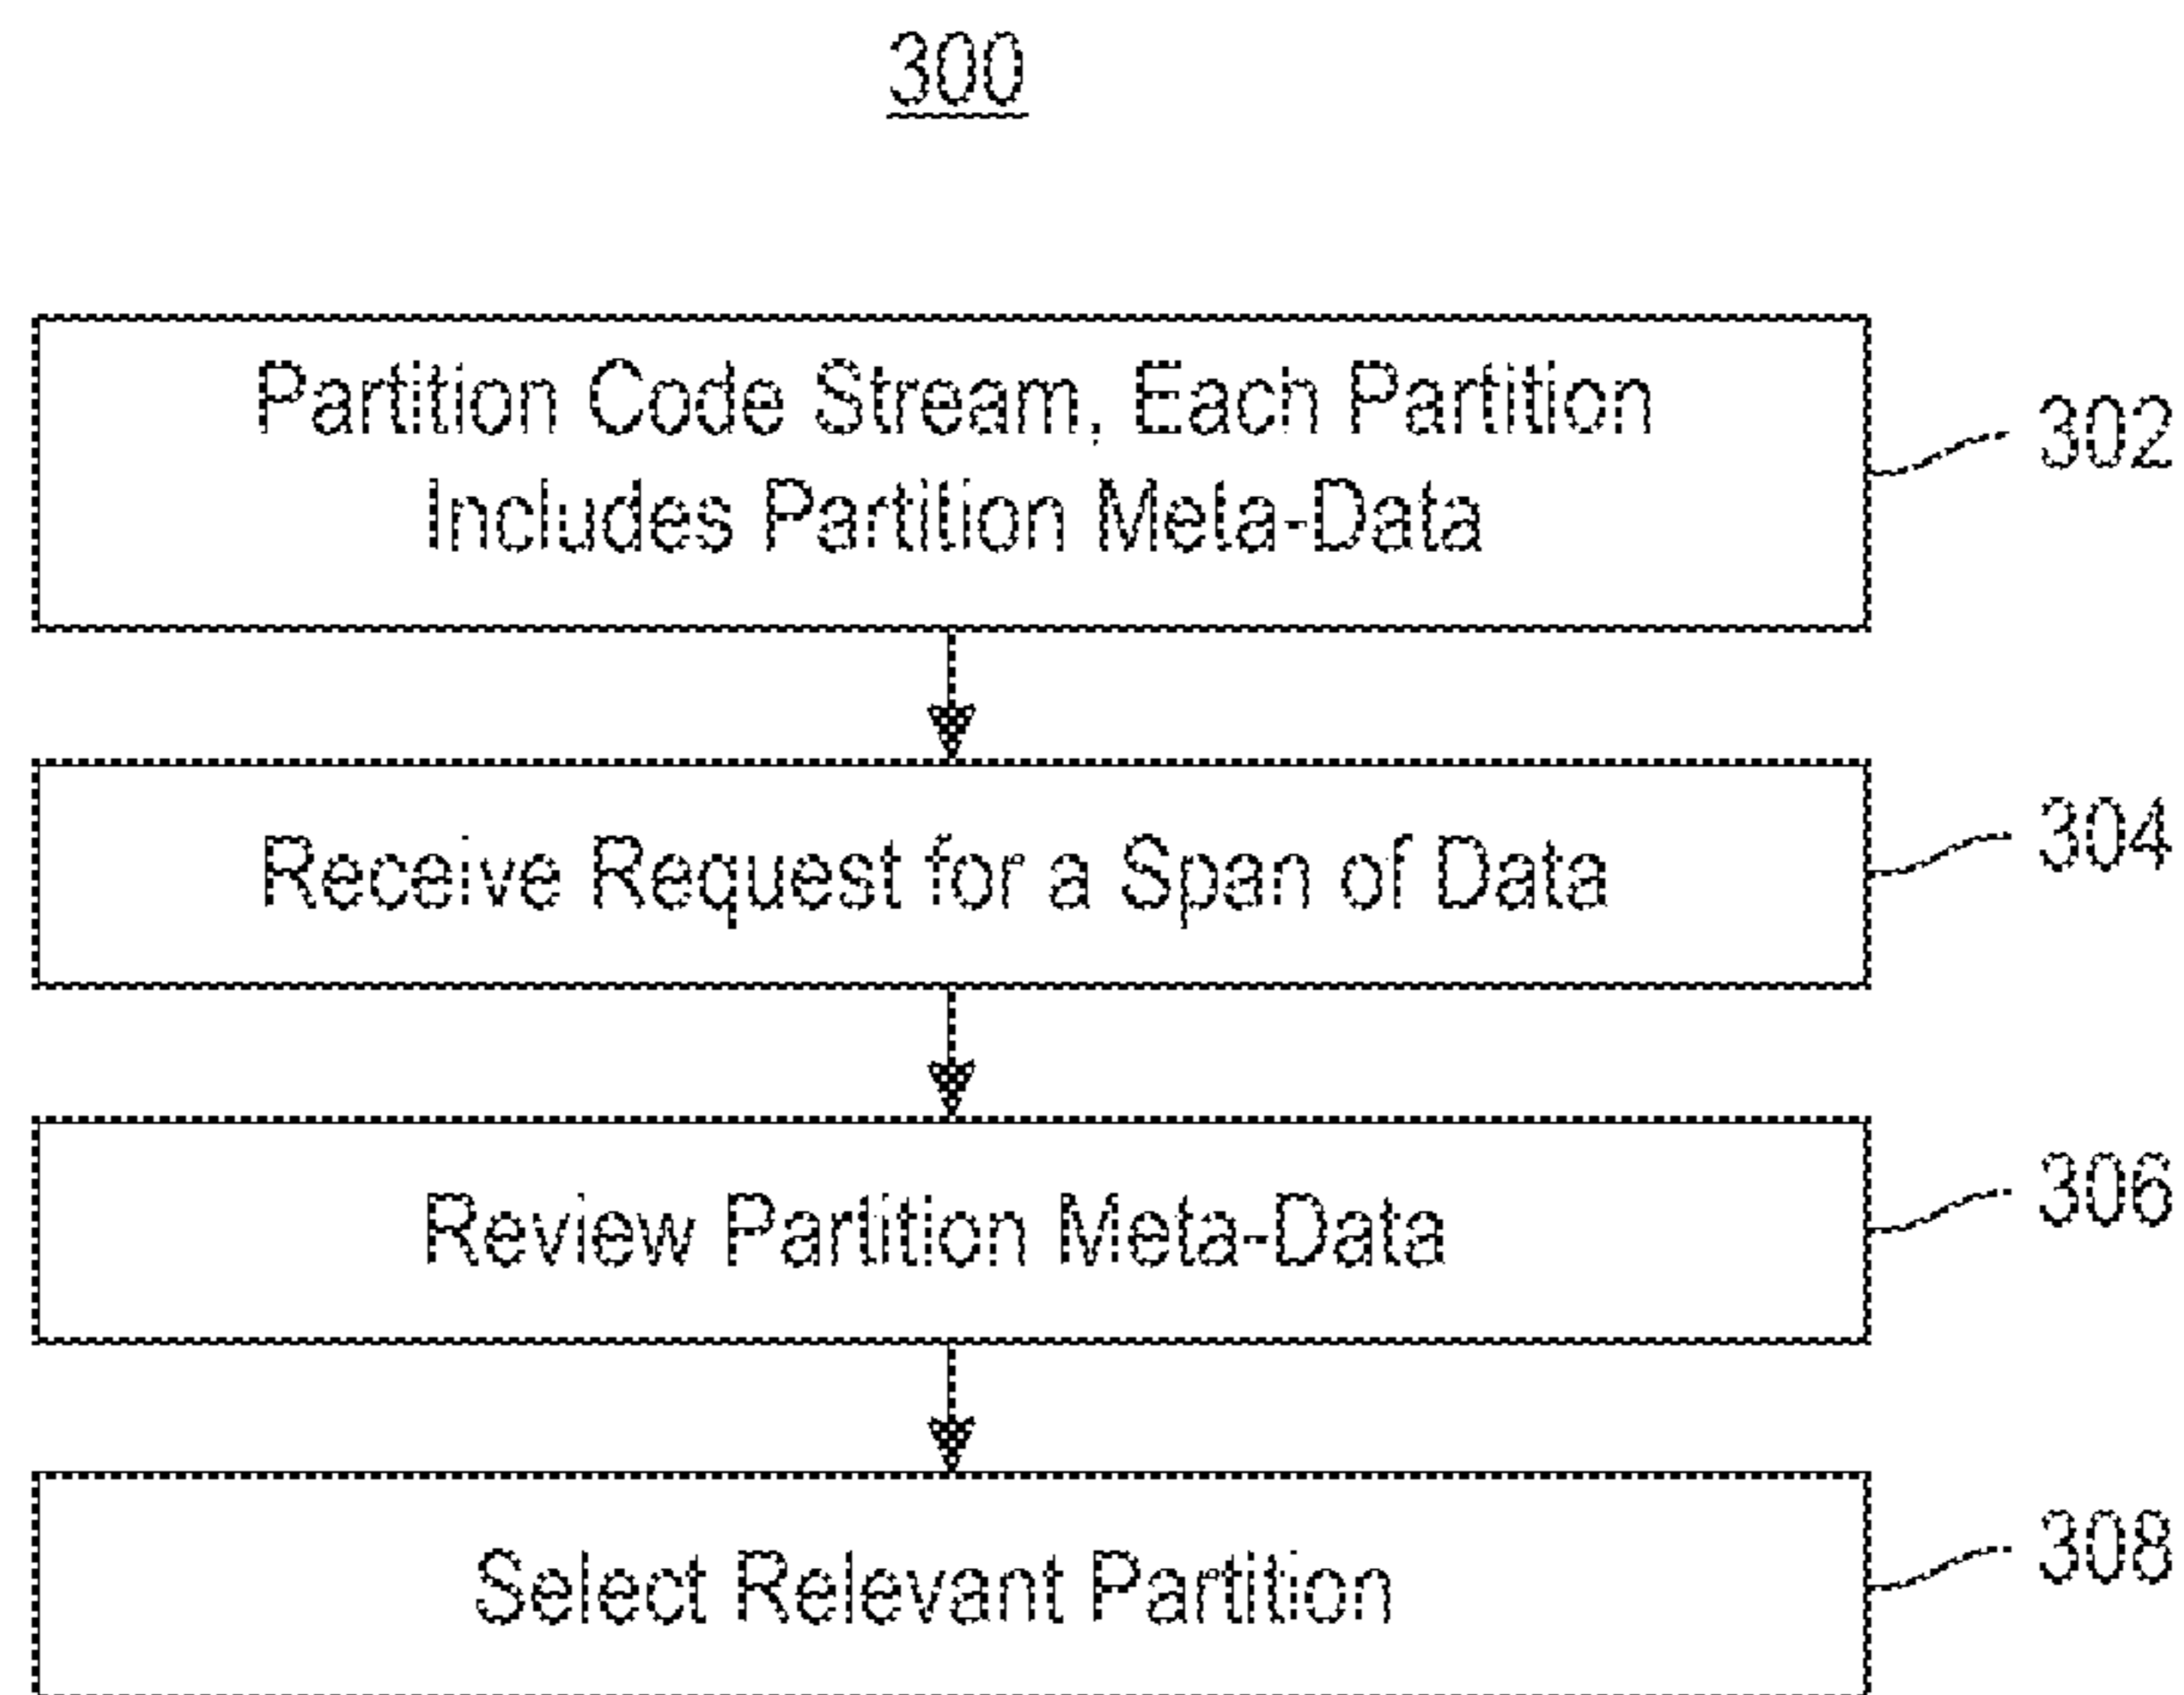 300
Partition Code Stream, Each Partition
Includes Partition Meta-Data
302
Receive Request for a Span of Data
304
Review Partition Meta-Data
306
Select Relevant Partition
308